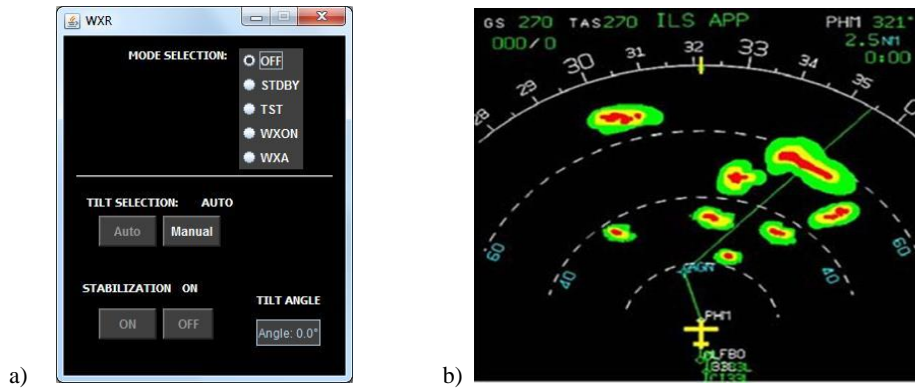 WXR
MODE SELECTION:
OFF
STDBY
TST
WXON
WXA
TILT SELECTION: AUTO
Auto Manual
STABILIZATION ON
ON OFF
TILT ANGLE
Angle: 0.0°
a)
GS 270 TAS270 ILS APP PHM 321°
000/0 2.5NM
0:00
28 29 30 31 32 33 34 35 0
60 40 40 60
PHM
LFBO
b)